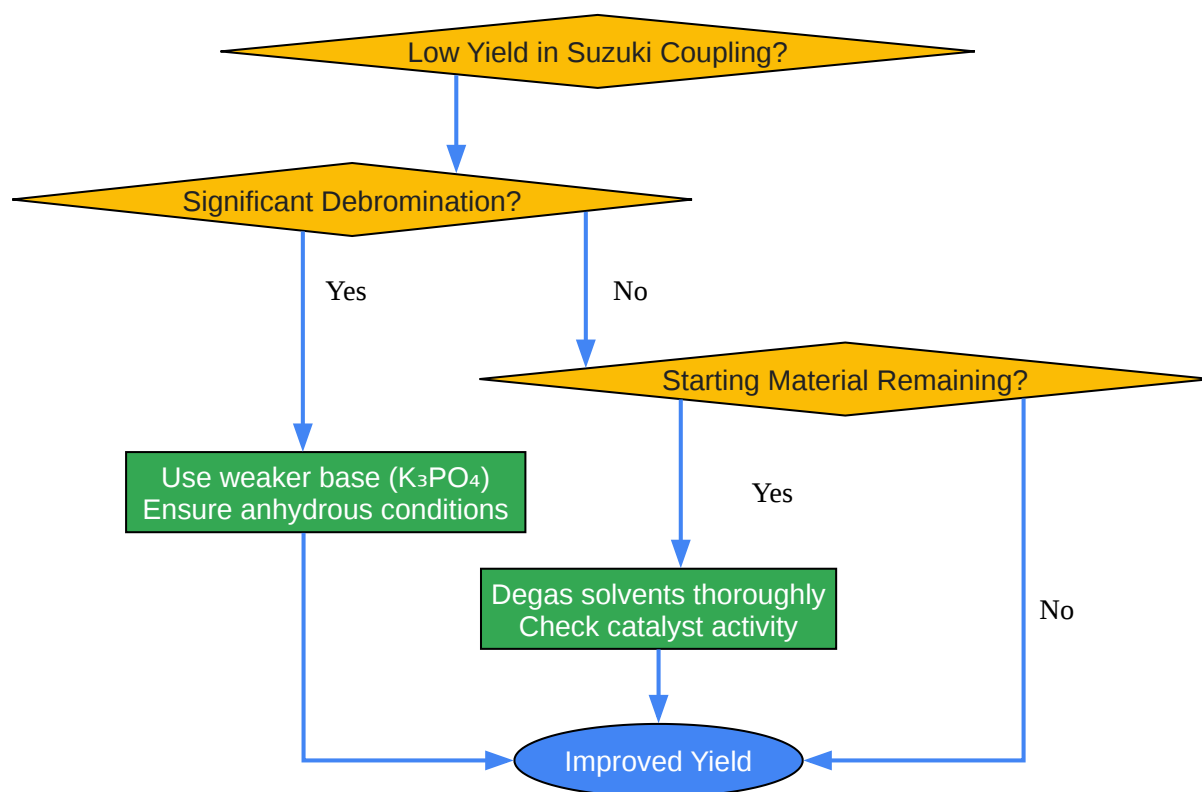 Low Yield in Suzuki Coupling?
Significant Debromination?
Yes
No
Starting Material Remaining?
Use weaker base (K₃PO₄)
Ensure anhydrous conditions
Yes
Degas solvents thoroughly
Check catalyst activity
No
Improved Yield